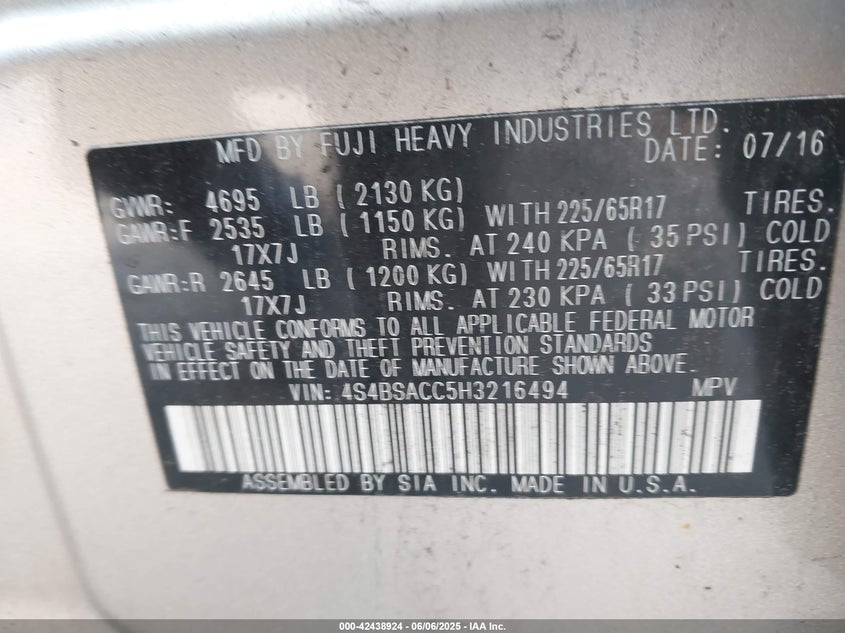 MFD BY FUJI HEAVY INDUSTRIES LTD.
DATE: 07/16
GVWR: 4695 LB ( 2130 KG)
GAWR:F 2535 LB ( 1150 KG) WITH 225/65R17 TIRES.
17X7J RIMS. AT 240 KPA ( 35 PSI) COLD
GAWR:R 2645 LB ( 1200 KG) WITH 225/65R17 TIRES.
17X7J RIMS. AT 230 KPA ( 33 PSI) COLD
THIS VEHICLE CONFORMS TO ALL APPLICABLE FEDERAL MOTOR
VEHICLE SAFETY AND THEFT PREVENTION STANDARDS
IN EFFECT ON THE DATE OF MANUFACTURE SHOWN ABOVE.
VIN: 4S4BSACC5H3216494 MPV
ASSEMBLED BY SIA INC. MADE IN U.S.A.
000-42438924 - 06/06/2025 - IAA Inc.